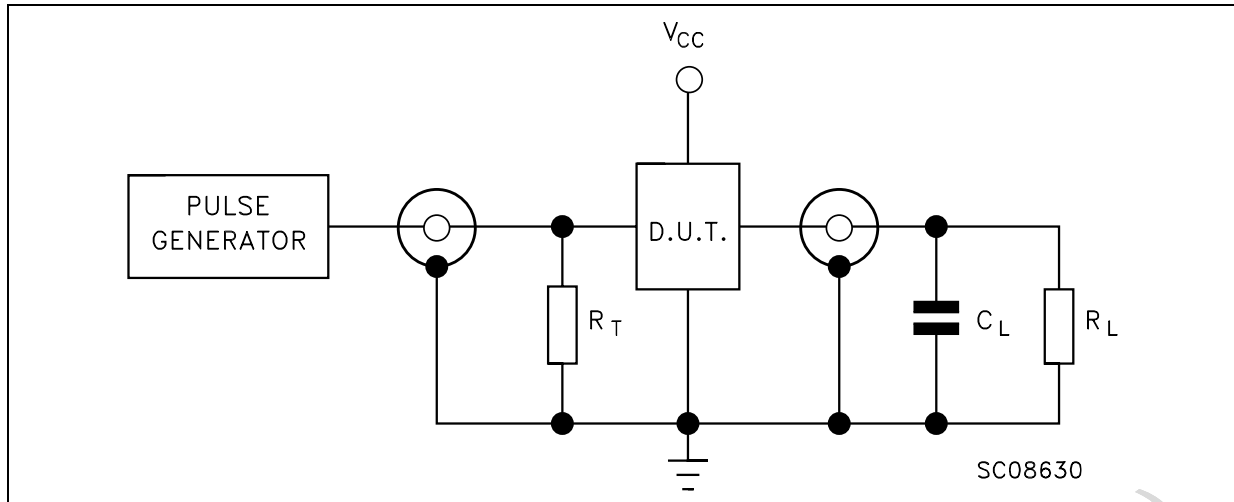 VCC
PULSE
GENERATOR
D.U.T.
RT
CL
RL
SC08630